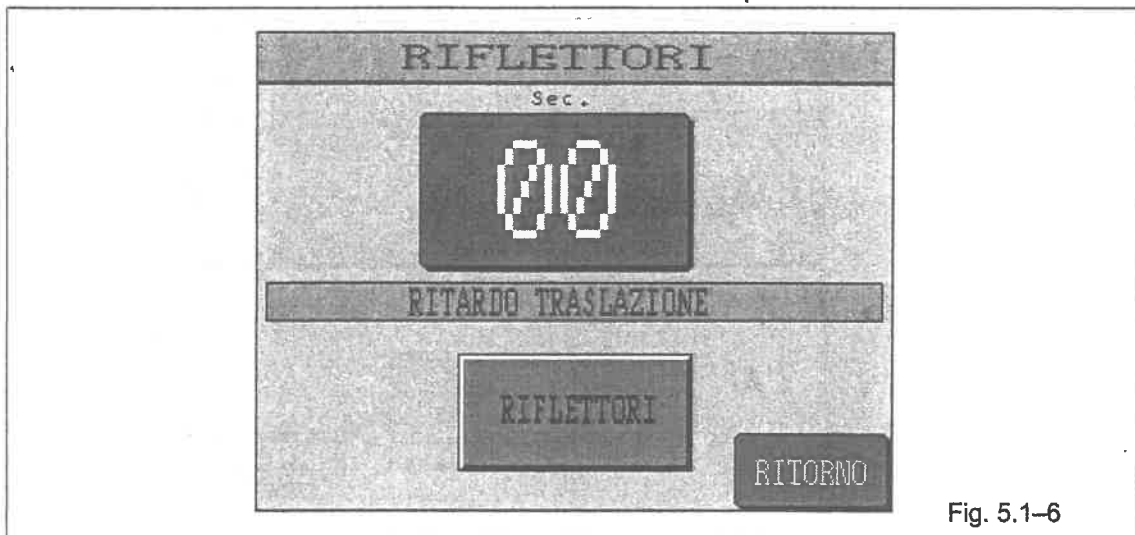 RIFLETTORI
Sec.
00
RITARDO TRASLAZIONE
RIFLETTORI
RITORNO
Fig. 5.1–6